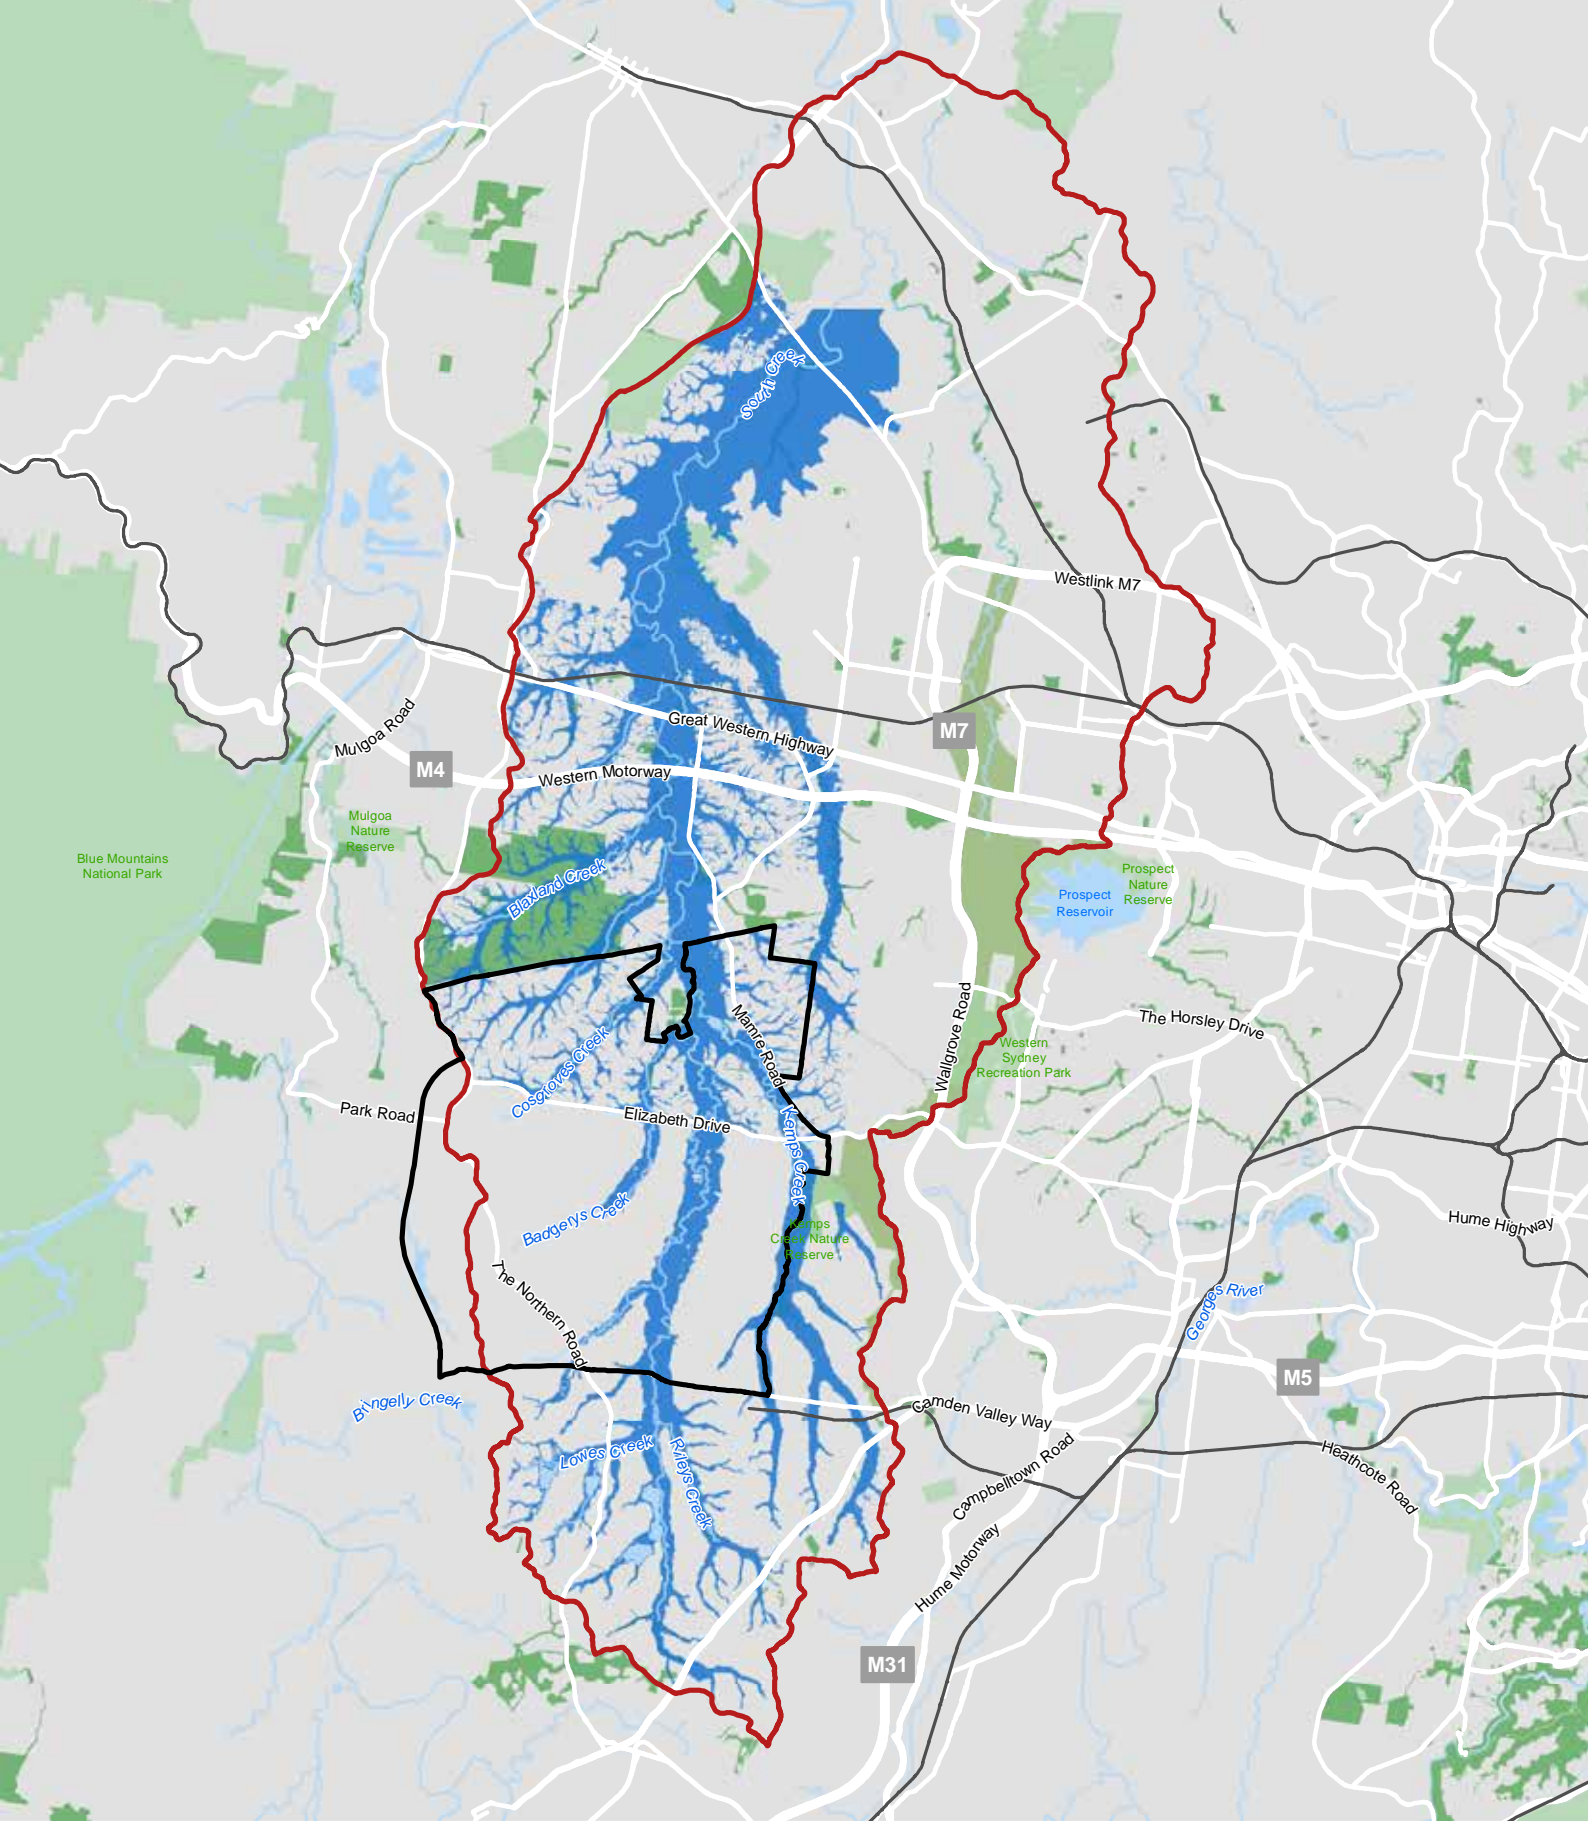 South Creek
Westlink M7
Mulgoa Road
Great Western Highway
M7
M4
Western Motorway
Mulgoa
Nature
Reserve
Blue Mountains
National Park
Blaxland Creek
Prospect
Nature
Reserve
Prospect
Reservoir
Wallgrove Road
Mamre Road
The Horsley Drive
Western
Sydney
Recreation Park
Cosgroves Creek
Park Road
Elizabeth Drive
Kemps Creek
Badgerys Creek
Kemps
Creek Nature
Reserve
Hume Highway
The Northern Road
Georges River
M5
Bringelly Creek
Camden Valley Way
Lowes Creek
Rileys Creek
Campbelltown Road
Heathcote Road
Hume Motorway
M31